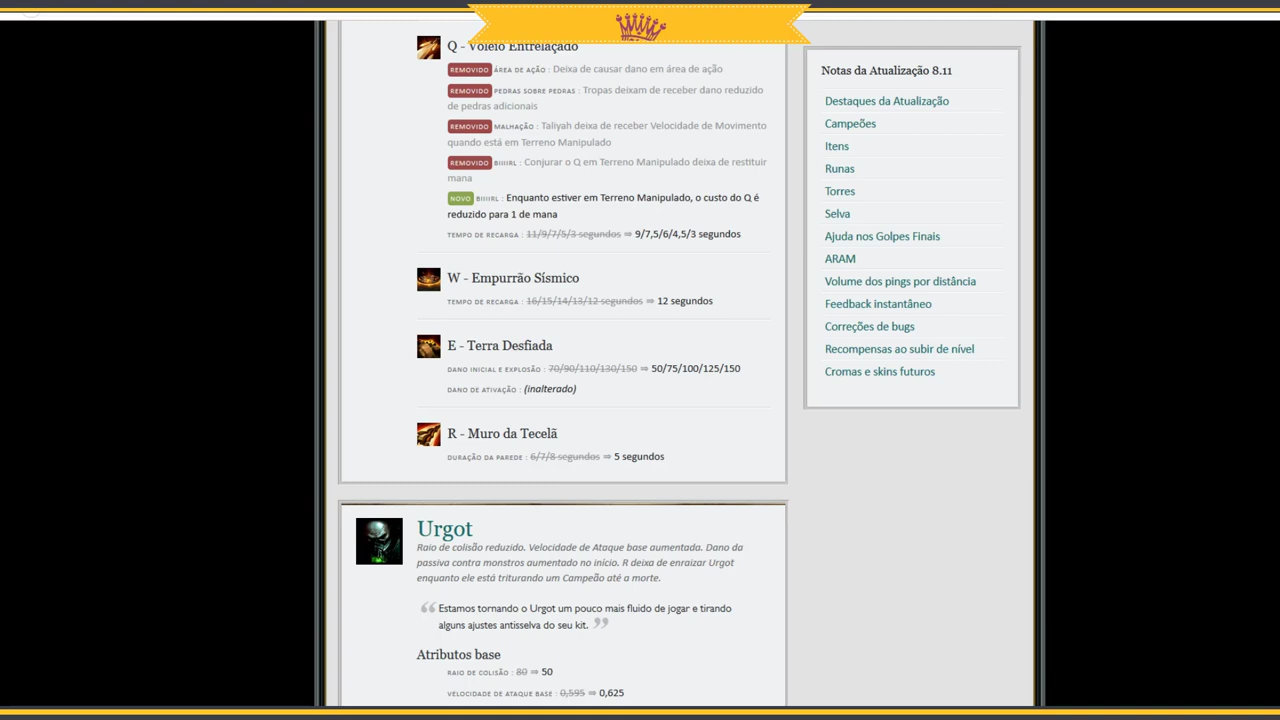 Q - Voleio Entrelaçado
REMOVIDO ÁREA DE AÇÃO : Deixa de causar dano em área de ação
REMOVIDO PEDRAS SOBRE PEDRAS : Tropas deixam de receber dano reduzido
de pedras adicionais
REMOVIDO MALHAÇÃO : Taliyah deixa de receber Velocidade de Movimento
quando está em Terreno Manipulado
REMOVIDO BIIIIRL : Conjurar o Q em Terreno Manipulado deixa de restituir
mana
NOVO BIIIIRL : Enquanto estiver em Terreno Manipulado, o custo do Q é
reduzido para 1 de mana
TEMPO DE RECARGA : 11/9/7/5/3 segundos ⇒ 9/7,5/6/4,5/3 segundos
W - Empurrão Sísmico
TEMPO DE RECARGA : 16/15/14/13/12 segundos ⇒ 12 segundos
E - Terra Desfiada
DANO INICIAL E EXPLOSÃO : 70/90/110/130/150 ⇒ 50/75/100/125/150
DANO DE ATIVAÇÃO : (inalterado)
R - Muro da Tecelã
DURAÇÃO DA PAREDE : 6/7/8 segundos ⇒ 5 segundos
Urgot
Raio de colisão reduzido. Velocidade de Ataque base aumentada. Dano da
passiva contra monstros aumentado no início. R deixa de enraizar Urgot
enquanto ele está triturando um Campeão até a morte.
“ Estamos tornando o Urgot um pouco mais fluido de jogar e tirando
alguns ajustes antisselva do seu kit. ”
Atributos base
RAIO DE COLISÃO : 80 ⇒ 50
VELOCIDADE DE ATAQUE BASE : 0,595 ⇒ 0,625
Notas da Atualização 8.11
Destaques da Atualização
Campeões
Itens
Runas
Torres
Selva
Ajuda nos Golpes Finais
ARAM
Volume dos pings por distância
Feedback instantâneo
Correções de bugs
Recompensas ao subir de nível
Cromas e skins futuros